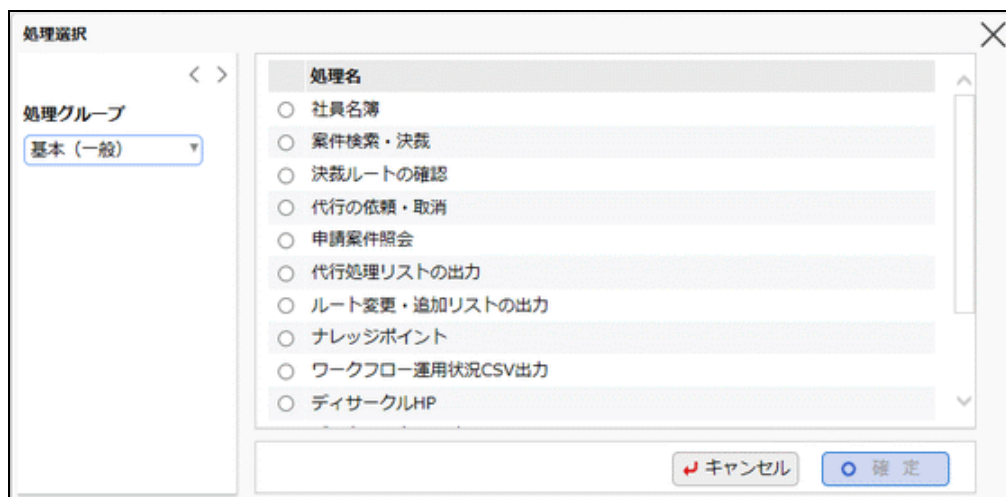 処理選択
処理グループ
基本（一般）
処理名
社員名簿
案件検索・決裁
決裁ルートの確認
代行の依頼・取消
申請案件照会
代行処理リストの出力
ルート変更・追加リストの出力
ナレッジポイント
ワークフロー運用状況CSV出力
ディサークルHP
キャンセル
確 定